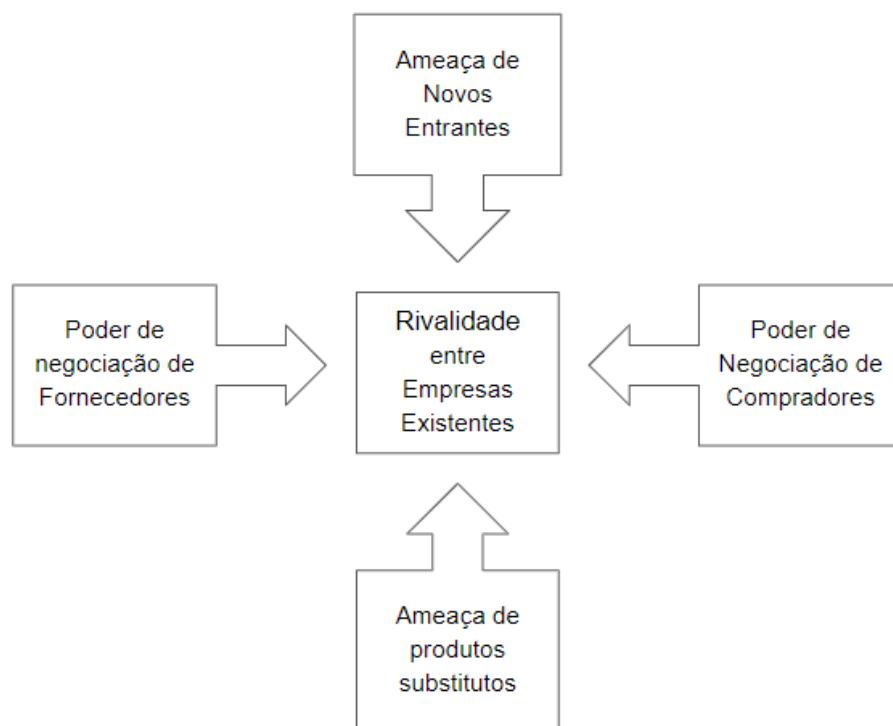 Ameaça de
Novos
Entrantes
Poder de
negociação de
Fornecedores
Rivalidade
entre
Empresas
Existentes
Poder de
Negociação de
Compradores
Ameaça de
produtos
substitutos